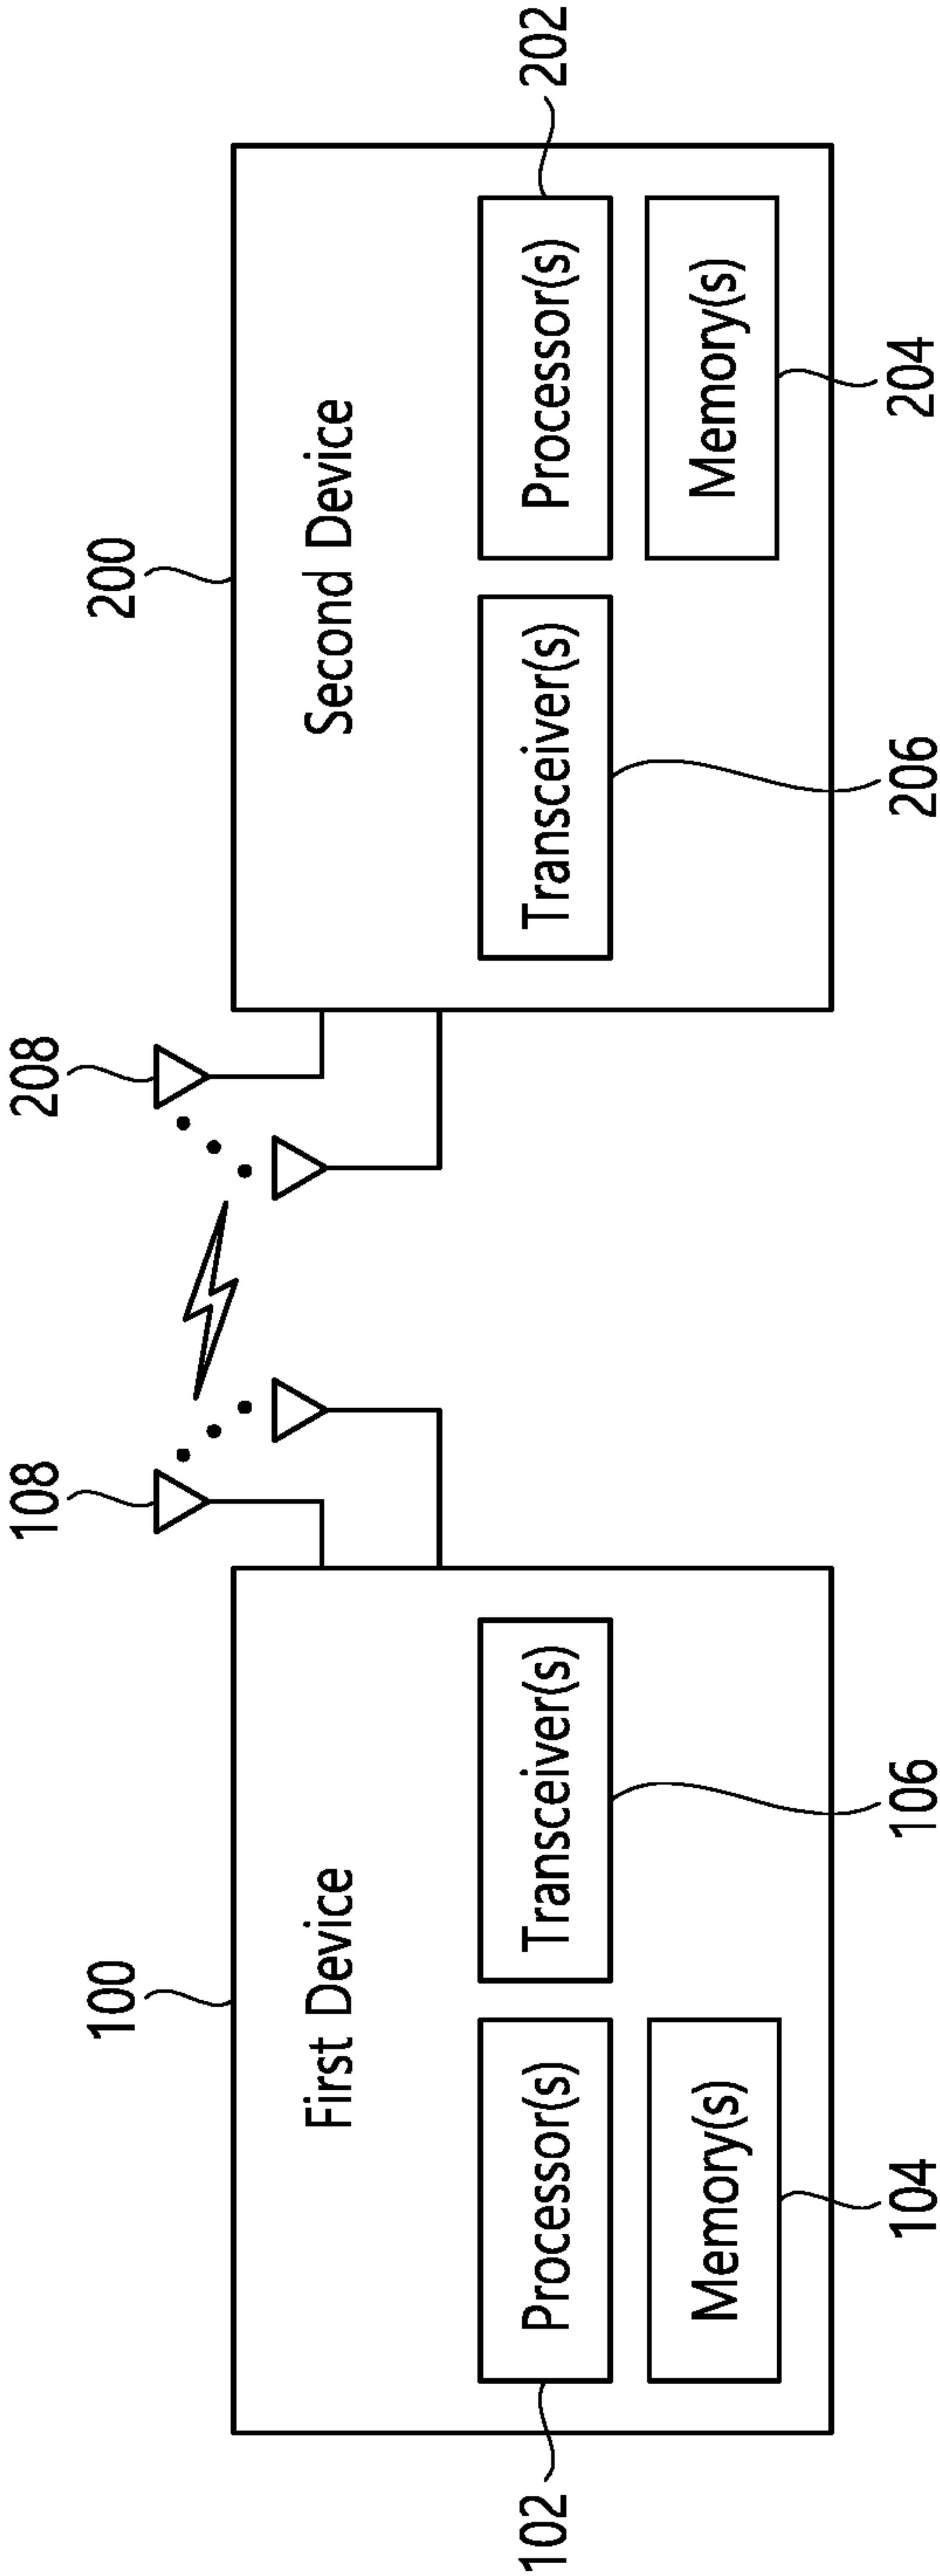 100
108
208
200
First Device
Second Device
102
Processor(s)
Transceiver(s)
Transceiver(s)
Processor(s)
202
Memory(s)
Memory(s)
104
106
206
204